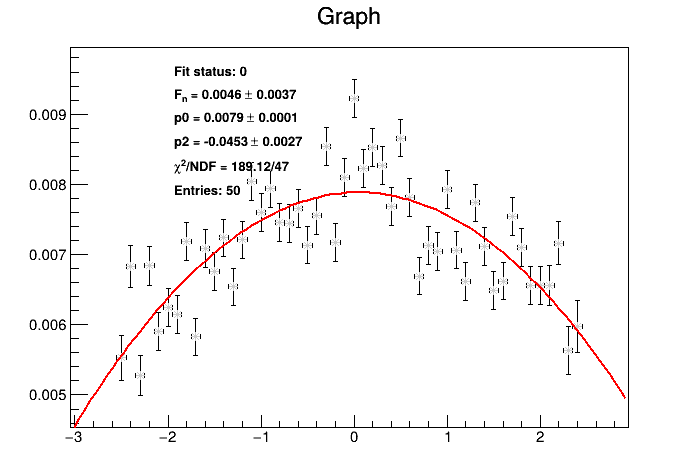 Graph
Fit status: 0
Fn = 0.0046 ± 0.0037
p0 = 0.0079 ± 0.0001
p2 = -0.0453 ± 0.0027
χ²/NDF = 189.12/47
Entries: 50
0.009
0.008
0.007
0.006
0.005
−3 −2 −1 0 1 2